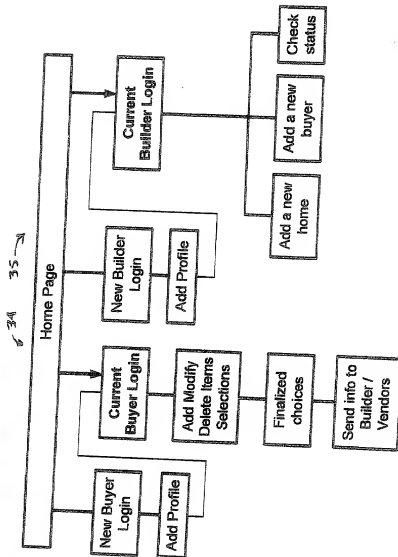 34
35
Home Page
New Buyer
Login
Add Profile
Current
Buyer Login
Add Modify
Delete Items
Selections
Finalized
choices
Send info to
Builder /
Vendors
New Builder
Login
Add Profile
Current
Builder Login
Add a new
home
Add a new
buyer
Check
status